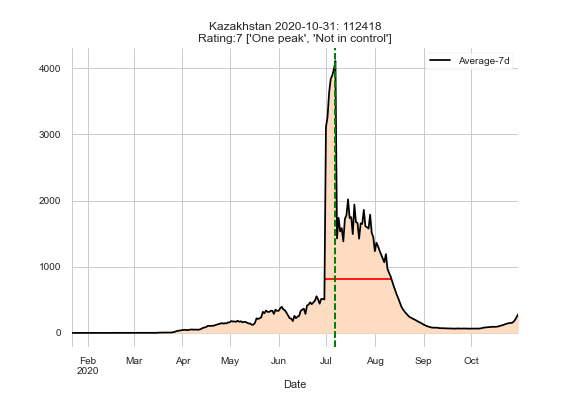 Kazakhstan 2020-10-31: 112418
Rating:7 ['One peak', 'Not in control']
Average-7d
4000
3000
2000
1000
0
Feb Mar Apr May Jun Jul Aug Sep Oct
2020
Date